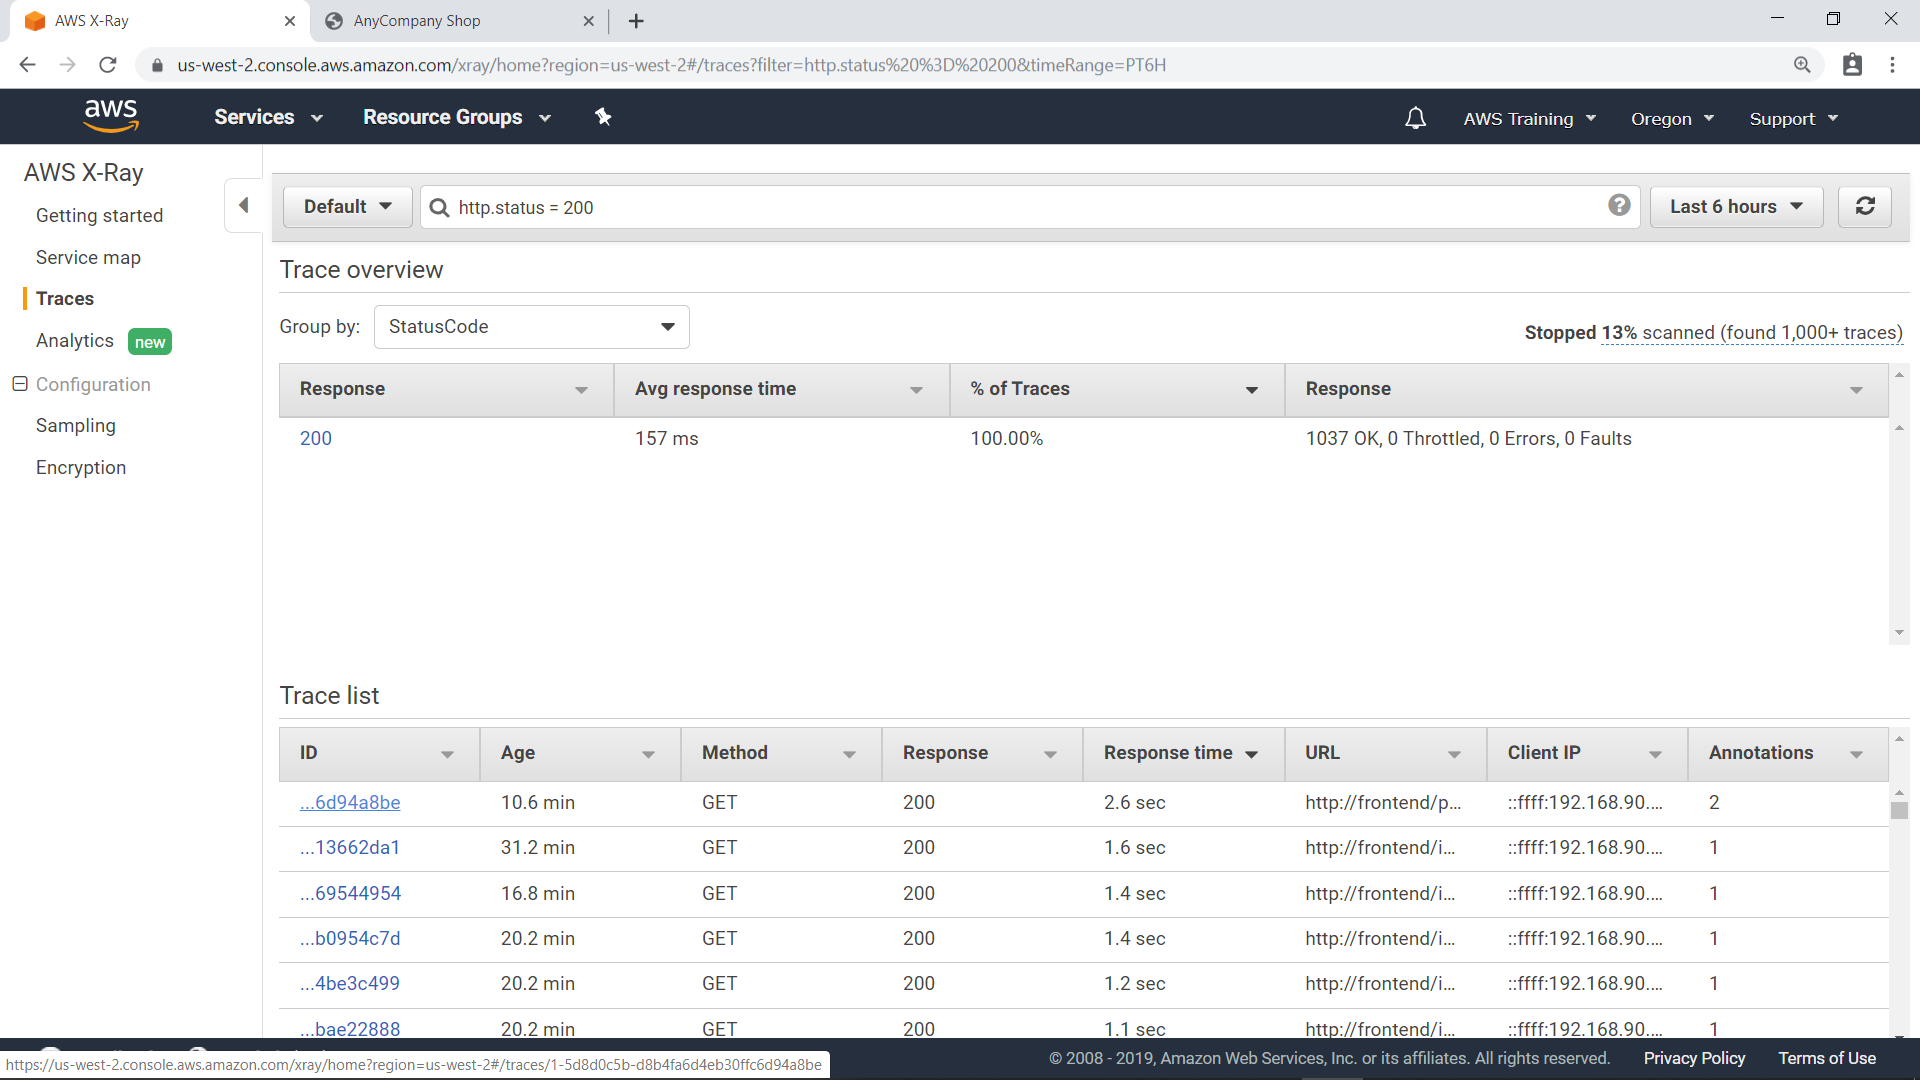 AWS X-Ray
AnyCompany Shop
us-west-2.console.aws.amazon.com/xray/home?region=us-west-2#/traces?filter=http.status%20%3D%20200&timeRange=PT6H
aws Services Resource Groups AWS Training Oregon Support
AWS X-Ray
Getting started
Service map
Traces
Analytics new
Configuration
Sampling
Encryption
Default http.status = 200 Last 6 hours
Trace overview
Group by: StatusCode
Stopped 13% scanned (found 1,000+ traces)
Response Avg response time % of Traces Response
200 157 ms 100.00% 1037 OK, 0 Throttled, 0 Errors, 0 Faults
Trace list
ID Age Method Response Response time URL Client IP Annotations
...6d94a8be 10.6 min GET 200 2.6 sec http://frontend/p... ::ffff:192.168.90.... 2
...13662da1 31.2 min GET 200 1.6 sec http://frontend/i... ::ffff:192.168.90.... 1
...69544954 16.8 min GET 200 1.4 sec http://frontend/i... ::ffff:192.168.90.... 1
...b0954c7d 20.2 min GET 200 1.4 sec http://frontend/i... ::ffff:192.168.90.... 1
...4be3c499 20.2 min GET 200 1.2 sec http://frontend/i... ::ffff:192.168.90.... 1
...bae22888 20.2 min GET 200 1.1 sec http://frontend/i... ::ffff:192.168.90.... 1
https://us-west-2.console.aws.amazon.com/xray/home?region=us-west-2#/traces/1-5d8d0c5b-d8b4fa6d4eb30ffc6d94a8be
© 2008 - 2019, Amazon Web Services, Inc. or its affiliates. All rights reserved. Privacy Policy Terms of Use